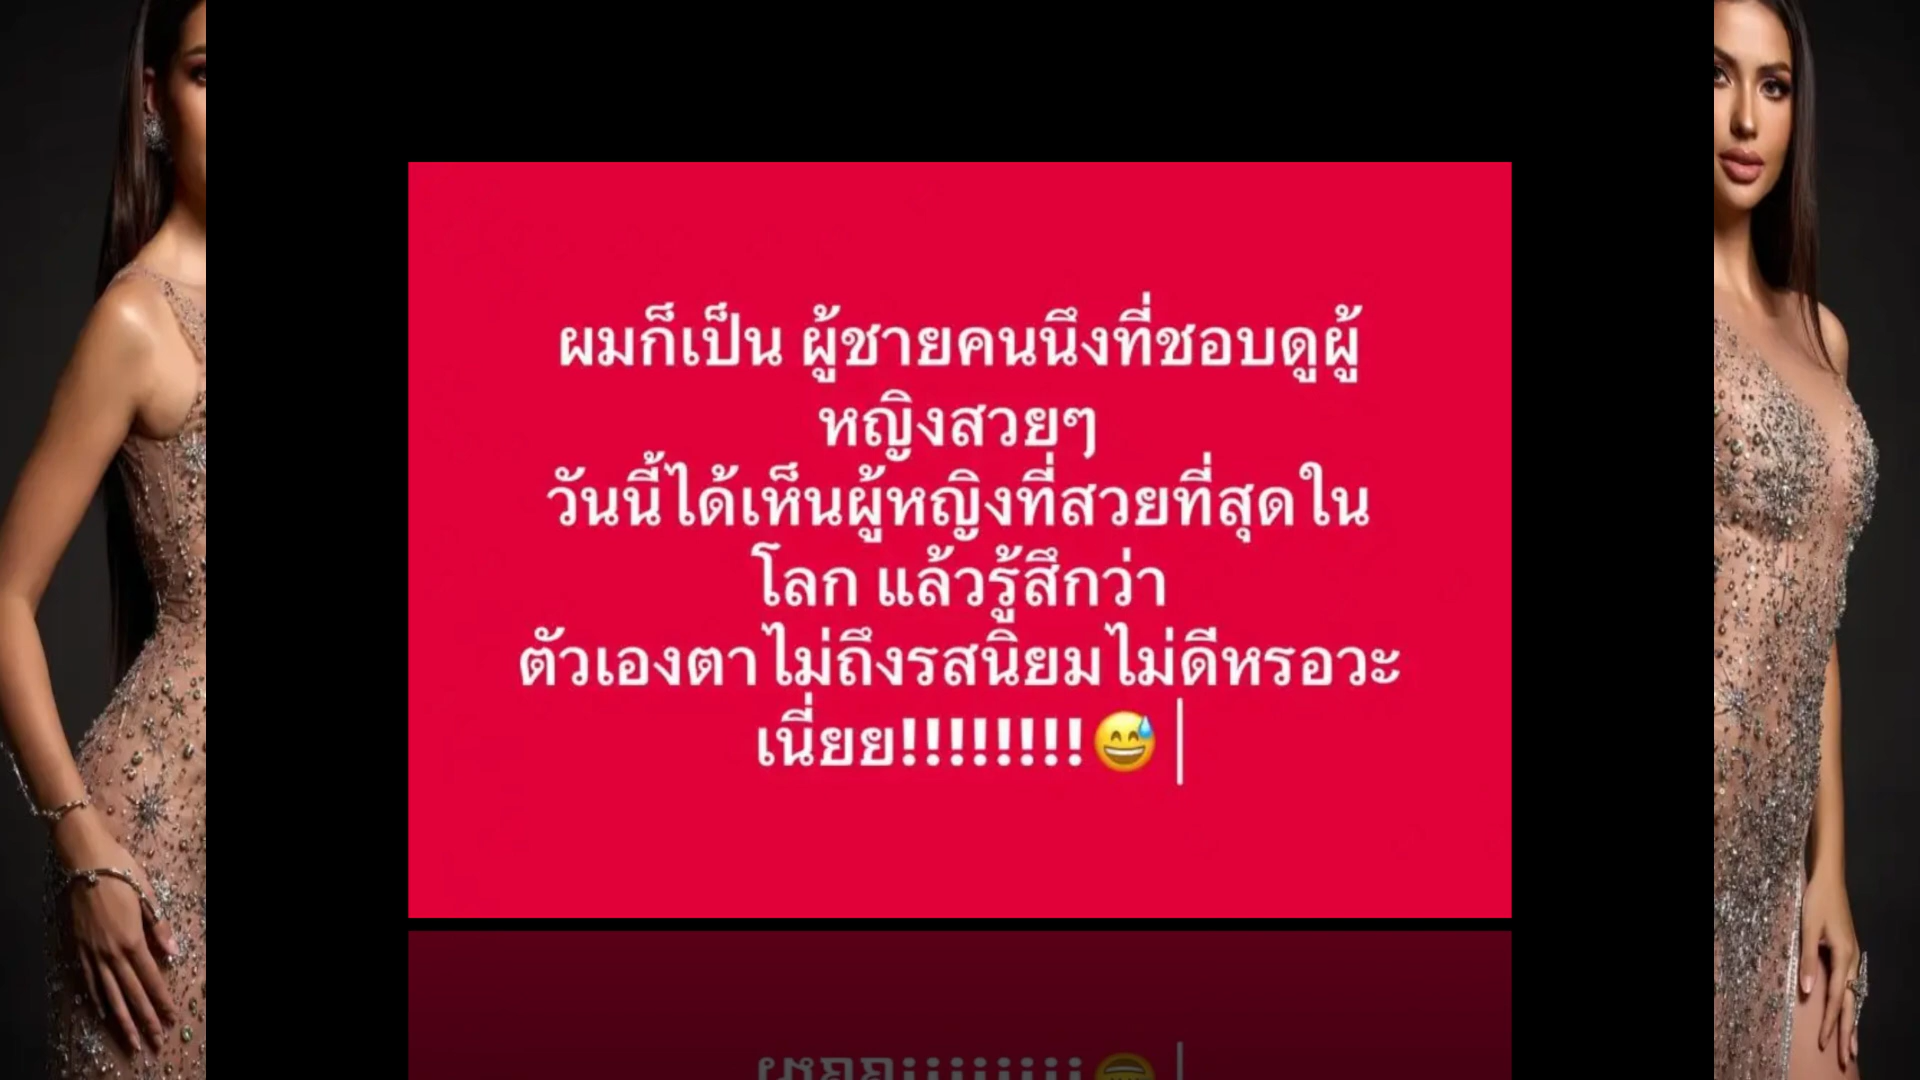 ผมก็เป็น ผู้ชายคนนึงที่ชอบดูผู้
หญิงสวยๆ
วันนี้ได้เห็นผู้หญิงที่สวยที่สุดใน
โลก แล้วรู้สึกว่า
ตัวเองตาไม่ถึงรสนิยมไม่ดีหรอวะ
เนี่ยย!!!!!!!!😅